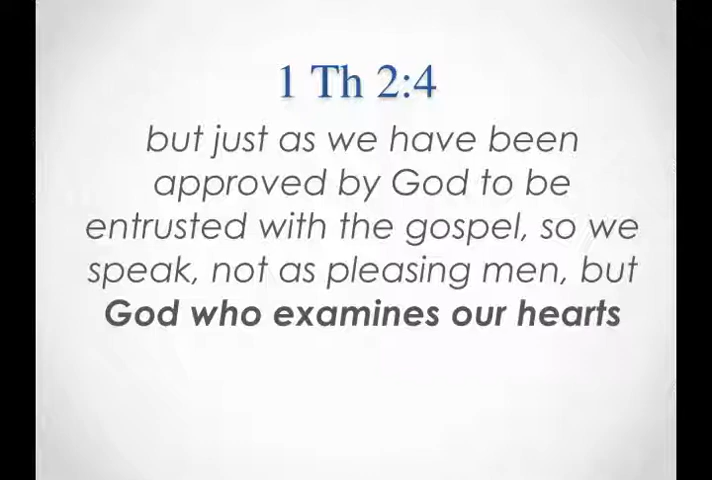 1 Th 2:4
but just as we have been
approved by God to be
entrusted with the gospel, so we
speak, not as pleasing men, but
God who examines our hearts